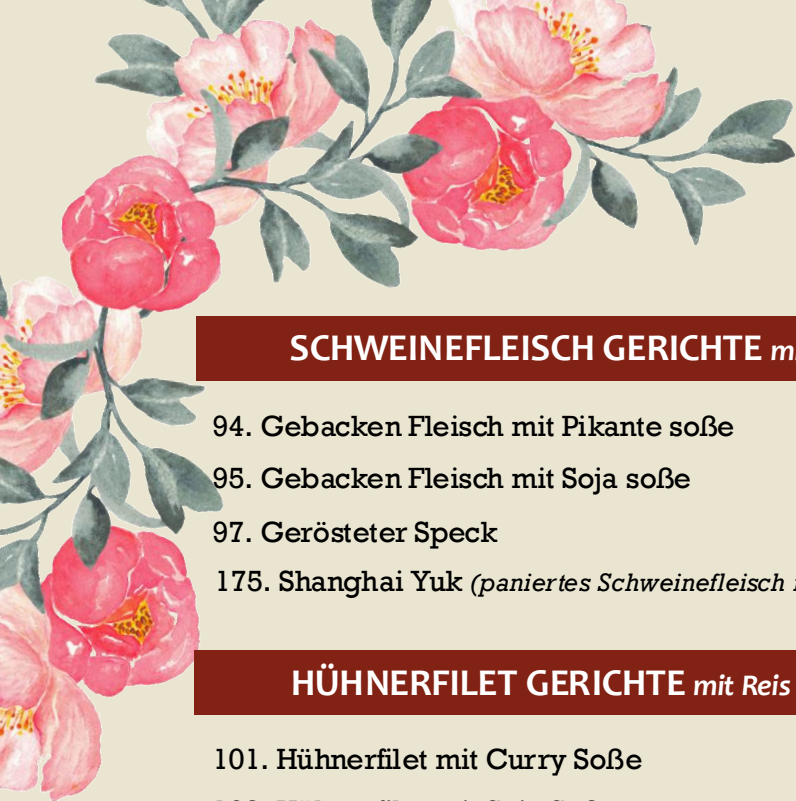 SCHWEINEFLEISCH GERICHTE
94. Gebacken Fleisch mit Pikante soße
95. Gebacken Fleisch mit Soja soße
97. Gerösteter Speck
175. Shanghai Yuk (paniertes Schweinefleisch
HÜHNERFILET GERICHTE mit Reis
101. Hühnerfilet mit Curry Soße